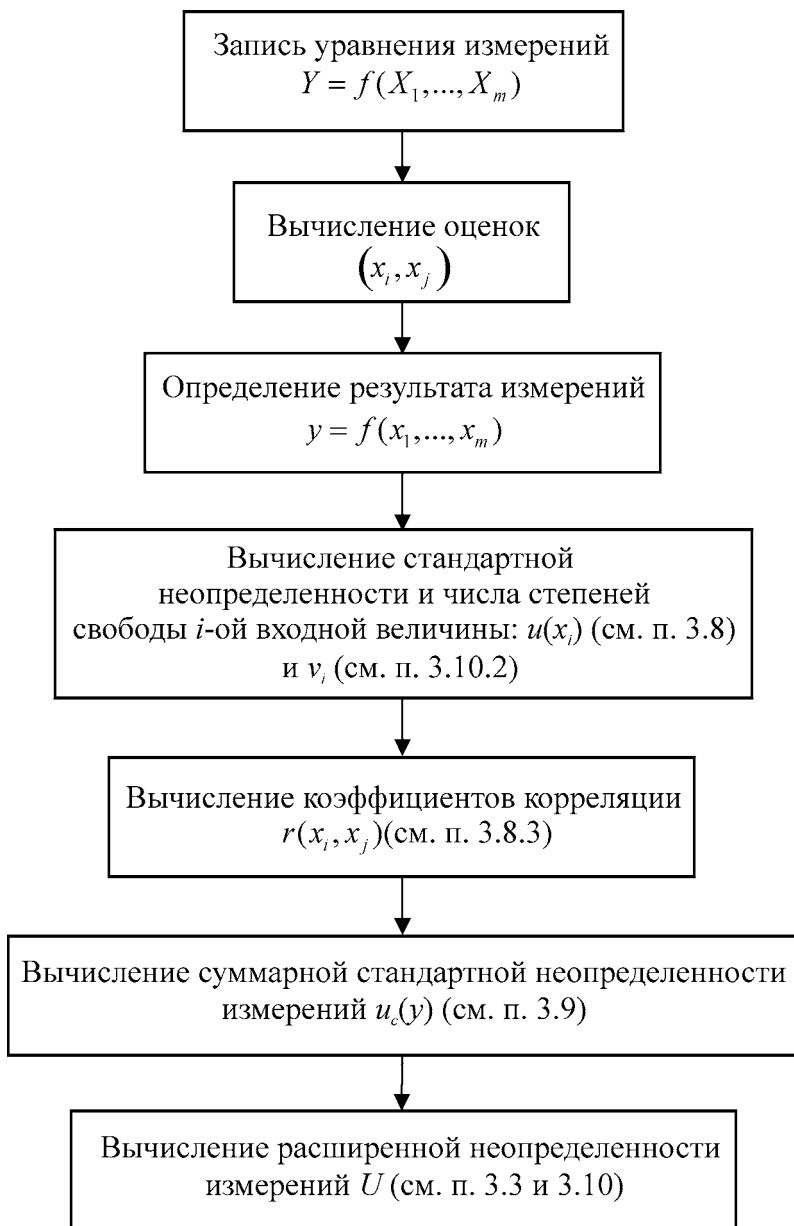 Запись уравнения измерений
Y = f(X₁,..., Xₘ)
Вычисление оценок
(xᵢ, xⱼ)
Определение результата измерений
y = f(x₁,..., xₘ)
Вычисление стандартной
неопределенности и числа степеней
свободы i-ой входной величины: u(xᵢ) (см. п. 3.8)
и νᵢ (см. п. 3.10.2)
Вычисление коэффициентов корреляции
r(xᵢ, xⱼ)(см. п. 3.8.3)
Вычисление суммарной стандартной неопределенности
измерений u_c(y) (см. п. 3.9)
Вычисление расширенной неопределенности
измерений U (см. п. 3.3 и 3.10)